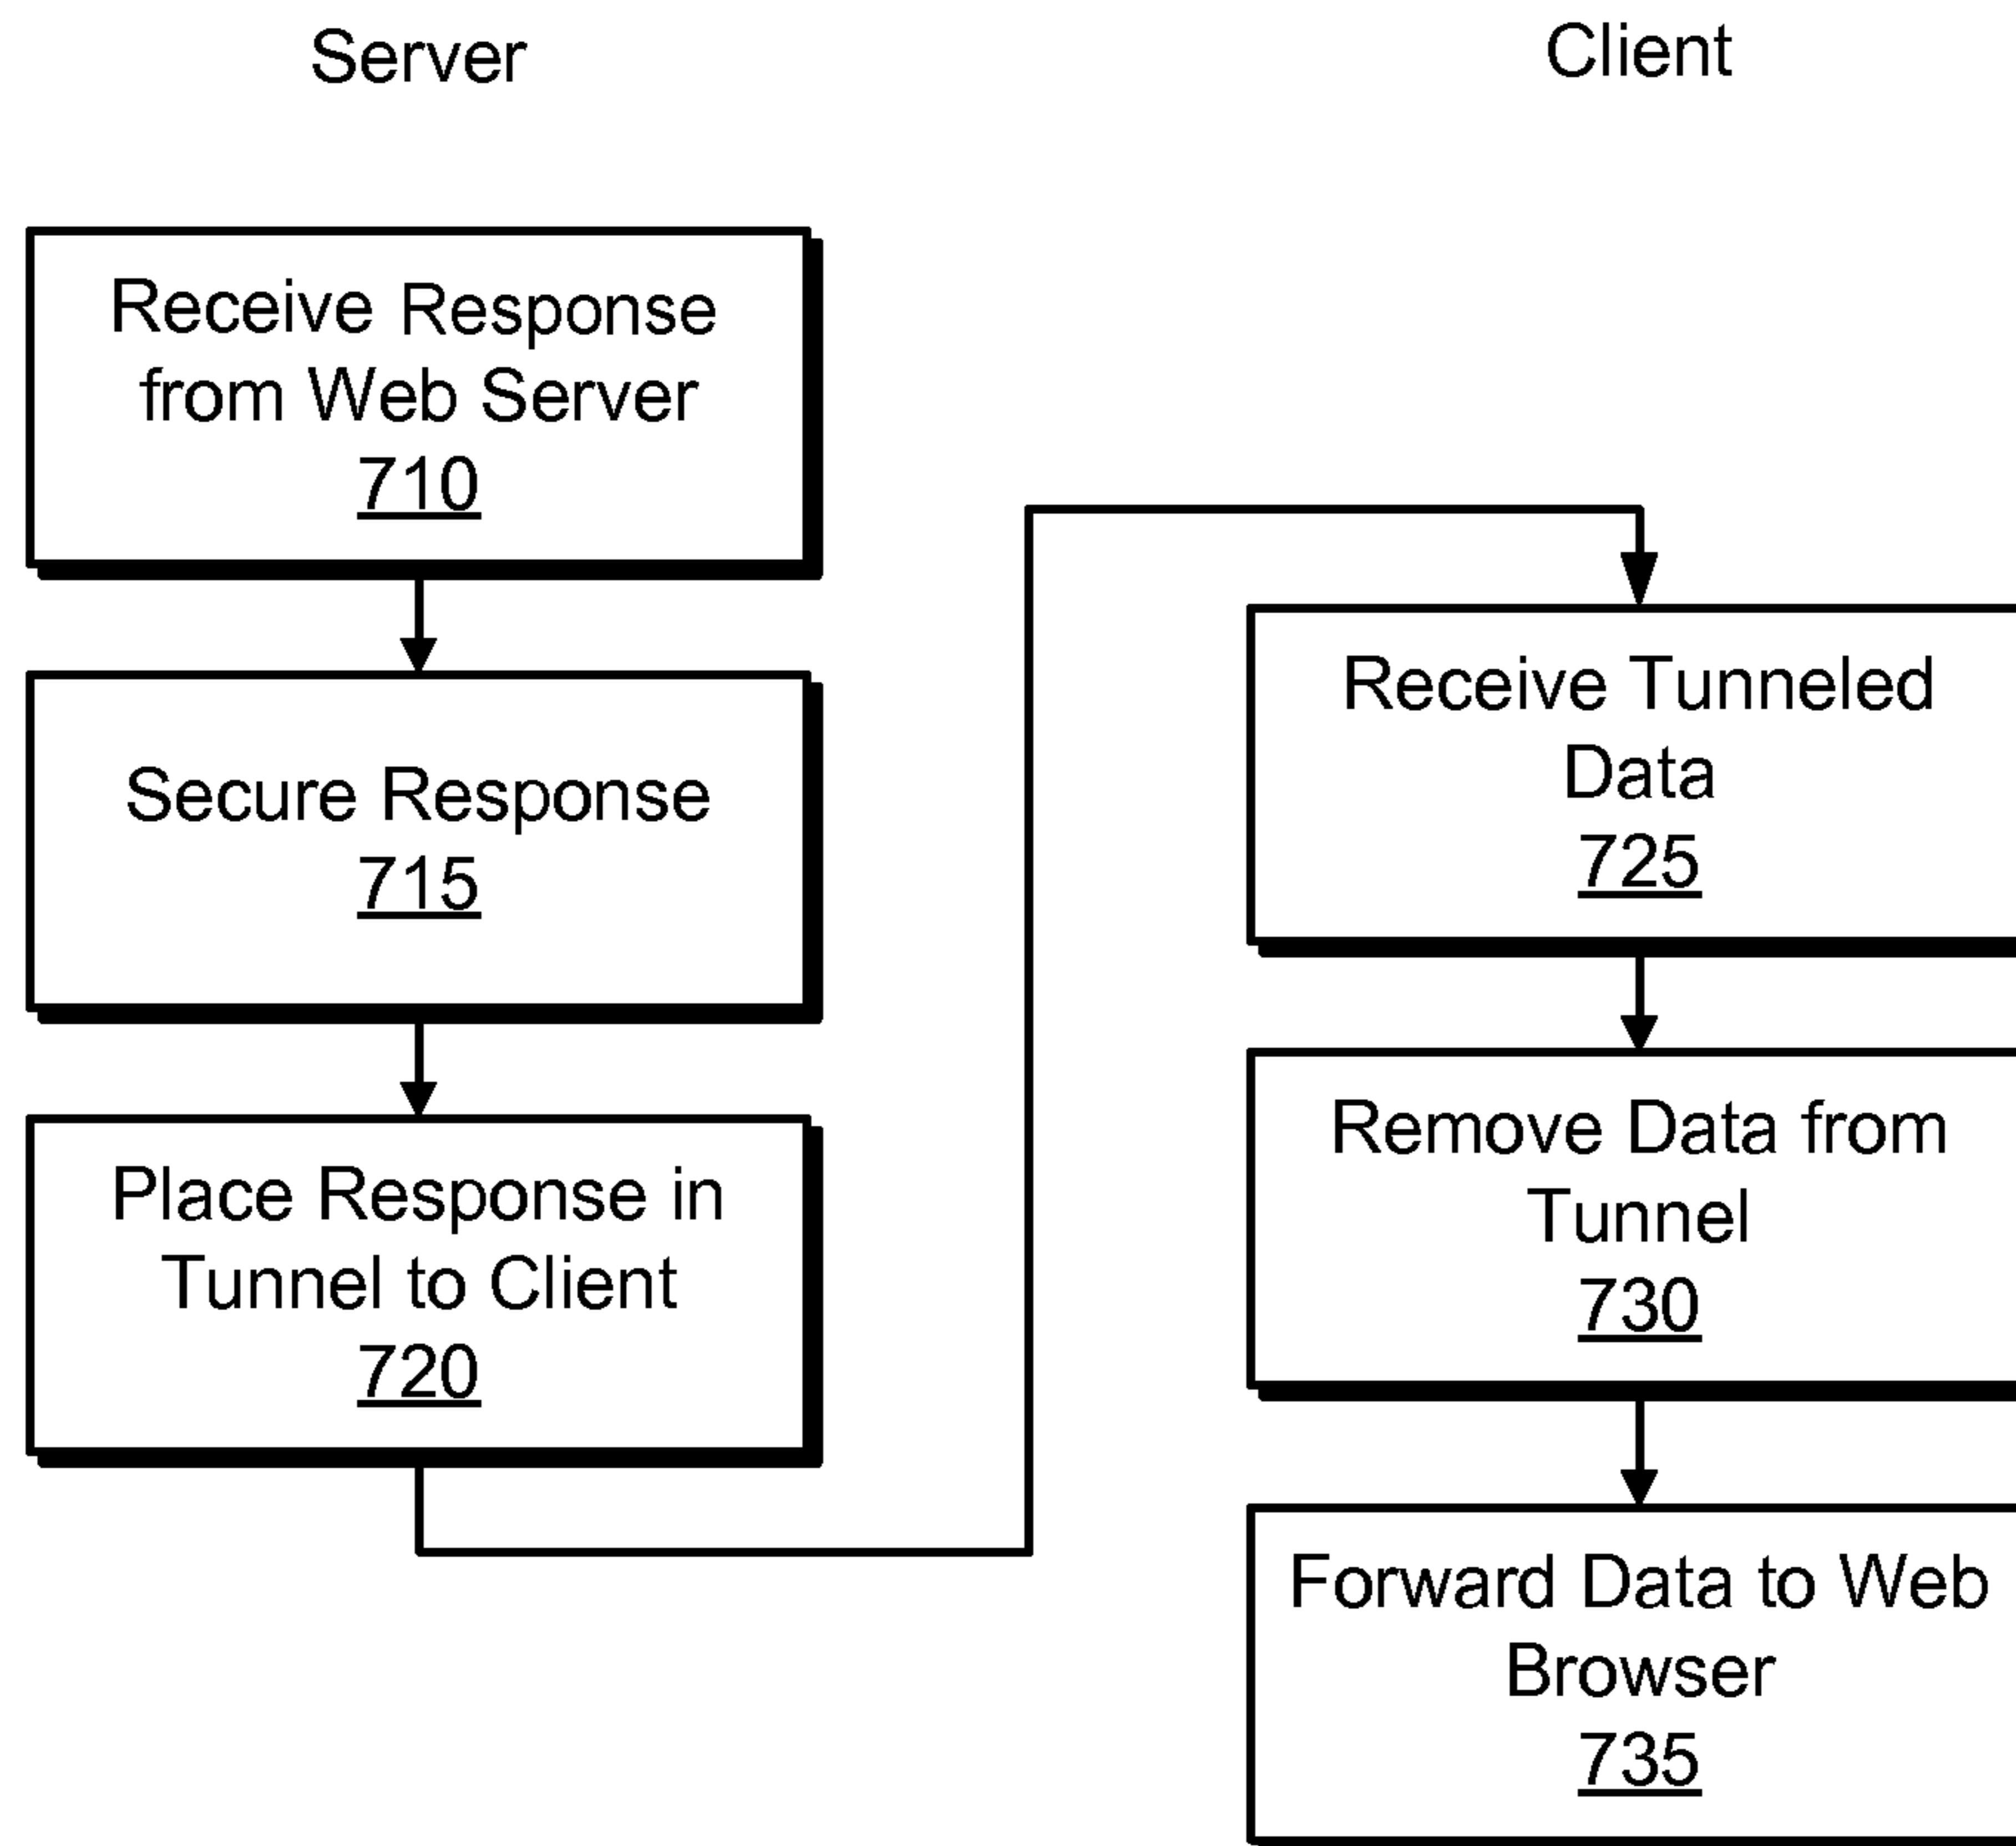 Server
Receive Response
from Web Server
710
Secure Response
715
Place Response in
Tunnel to Client
720
Client
Receive Tunneled
Data
725
Remove Data from
Tunnel
730
Forward Data to Web
Browser
735